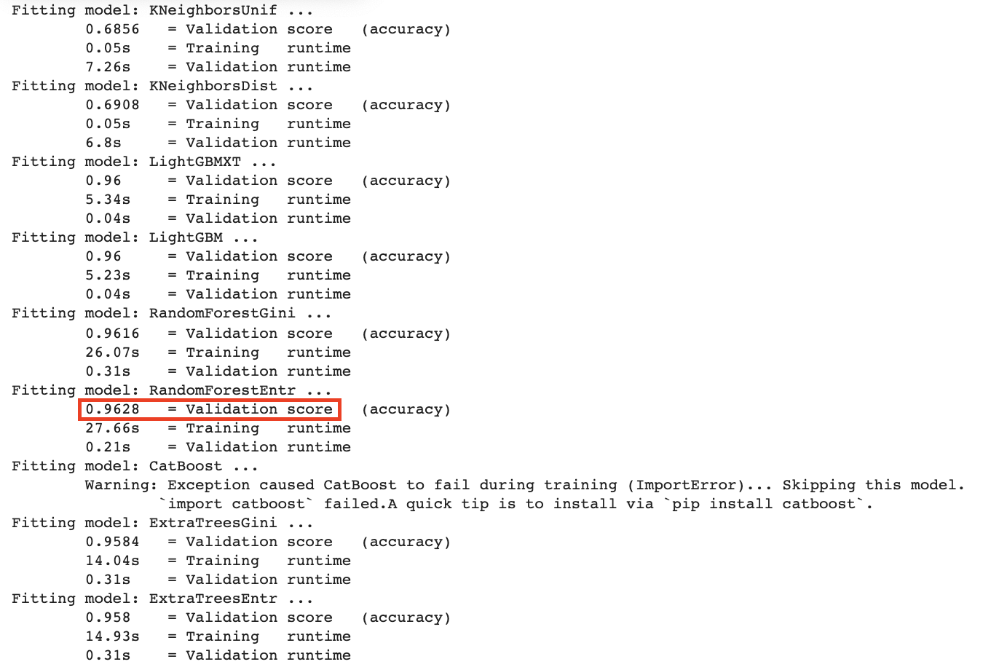 Fitting model: KNeighborsUnif ...
0.6856 = Validation score (accuracy)
0.05s = Training runtime
7.26s = Validation runtime
Fitting model: KNeighborsDist ...
0.6908 = Validation score (accuracy)
0.05s = Training runtime
6.8s = Validation runtime
Fitting model: LightGBMXT ...
0.96 = Validation score (accuracy)
5.34s = Training runtime
0.04s = Validation runtime
Fitting model: LightGBM ...
0.96 = Validation score (accuracy)
5.23s = Training runtime
0.04s = Validation runtime
Fitting model: RandomForestGini ...
0.9616 = Validation score (accuracy)
26.07s = Training runtime
0.31s = Validation runtime
Fitting model: RandomForestEntr ...
0.9628 = Validation score (accuracy)
27.66s = Training runtime
0.21s = Validation runtime
Fitting model: CatBoost ...
Warning: Exception caused CatBoost to fail during training (ImportError)... Skipping this model.
`import catboost` failed.A quick tip is to install via `pip install catboost`.
Fitting model: ExtraTreesGini ...
0.9584 = Validation score (accuracy)
14.04s = Training runtime
0.31s = Validation runtime
Fitting model: ExtraTreesEntr ...
0.958 = Validation score (accuracy)
14.93s = Training runtime
0.31s = Validation runtime